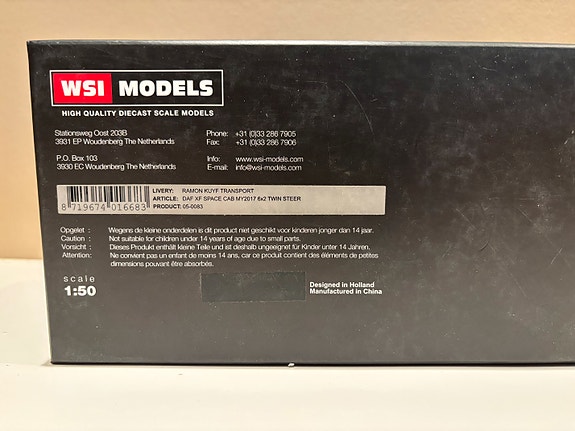 WSI MODELS
HIGH QUALITY DIECAST SCALE MODELS
Stationsweg Oost 203B
3931 EP Woudenberg The Netherlands
P.O. Box 103
3930 EC Woudenberg The Netherlands
Phone: +31 (0)33 286 7905
Fax: +31 (0)33 286 7906
Info: www.wsi-models.com
E-mail: info@wsi-models.com
8 719674 016683
LIVERY: RAMON KUYF TRANSPORT
ARTICLE: DAF XF SPACE CAB MY2017 6x2 TWIN STEER
PRODUCT: 05-0083
Opgelet : Wegens de kleine onderdelen is dit product niet geschikt voor kinderen jonger dan 14 jaar.
Caution : Not suitable for children under 14 years of age due to small parts.
Vorsicht : Dieses Produkt enthält kleine Teile und ist deshalb ungeeignet für Kinder unter 14 Jahren.
Attention: Ne convient pas un enfant de moins 14 ans, car ce produit contient des éléments de petites
dimensions pouvant être absorbés.
scale
1:50
Designed in Holland
Manufactured in China